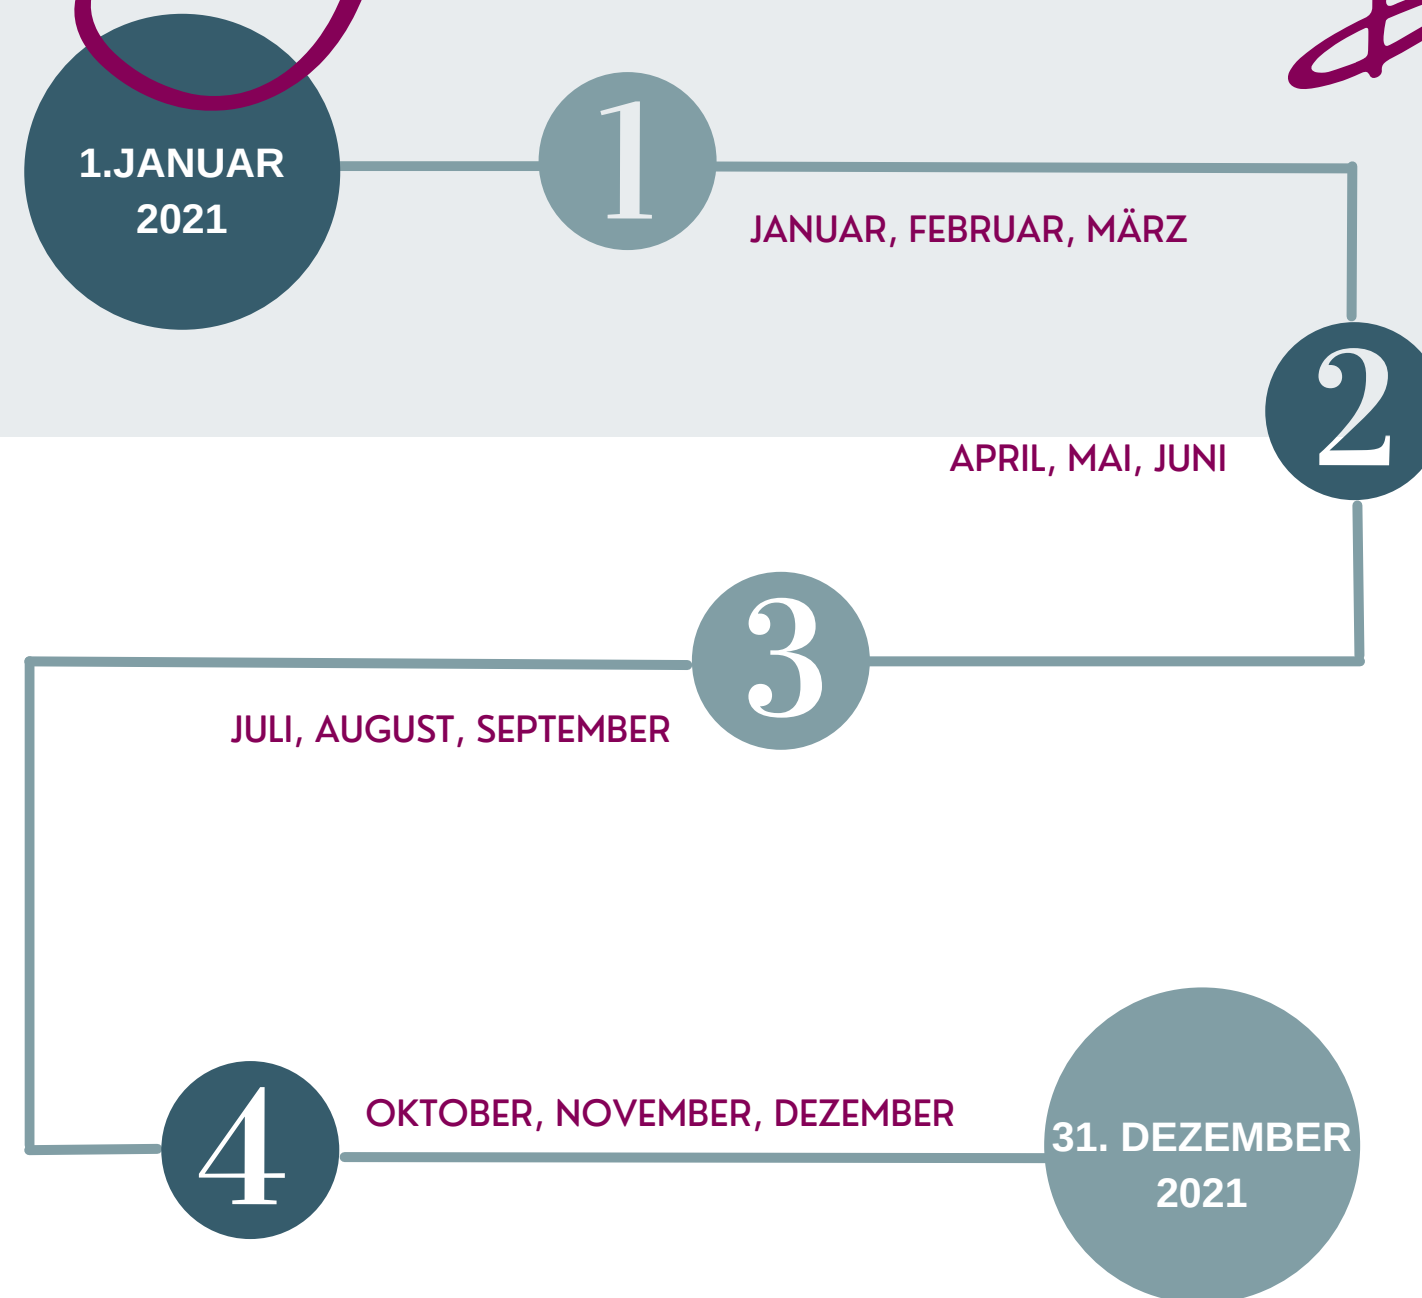 1.JANUAR
2021
1
JANUAR, FEBRUAR, MÄRZ
2
APRIL, MAI, JUNI
3
JULI, AUGUST, SEPTEMBER
4
OKTOBER, NOVEMBER, DEZEMBER
31. DEZEMBER
2021